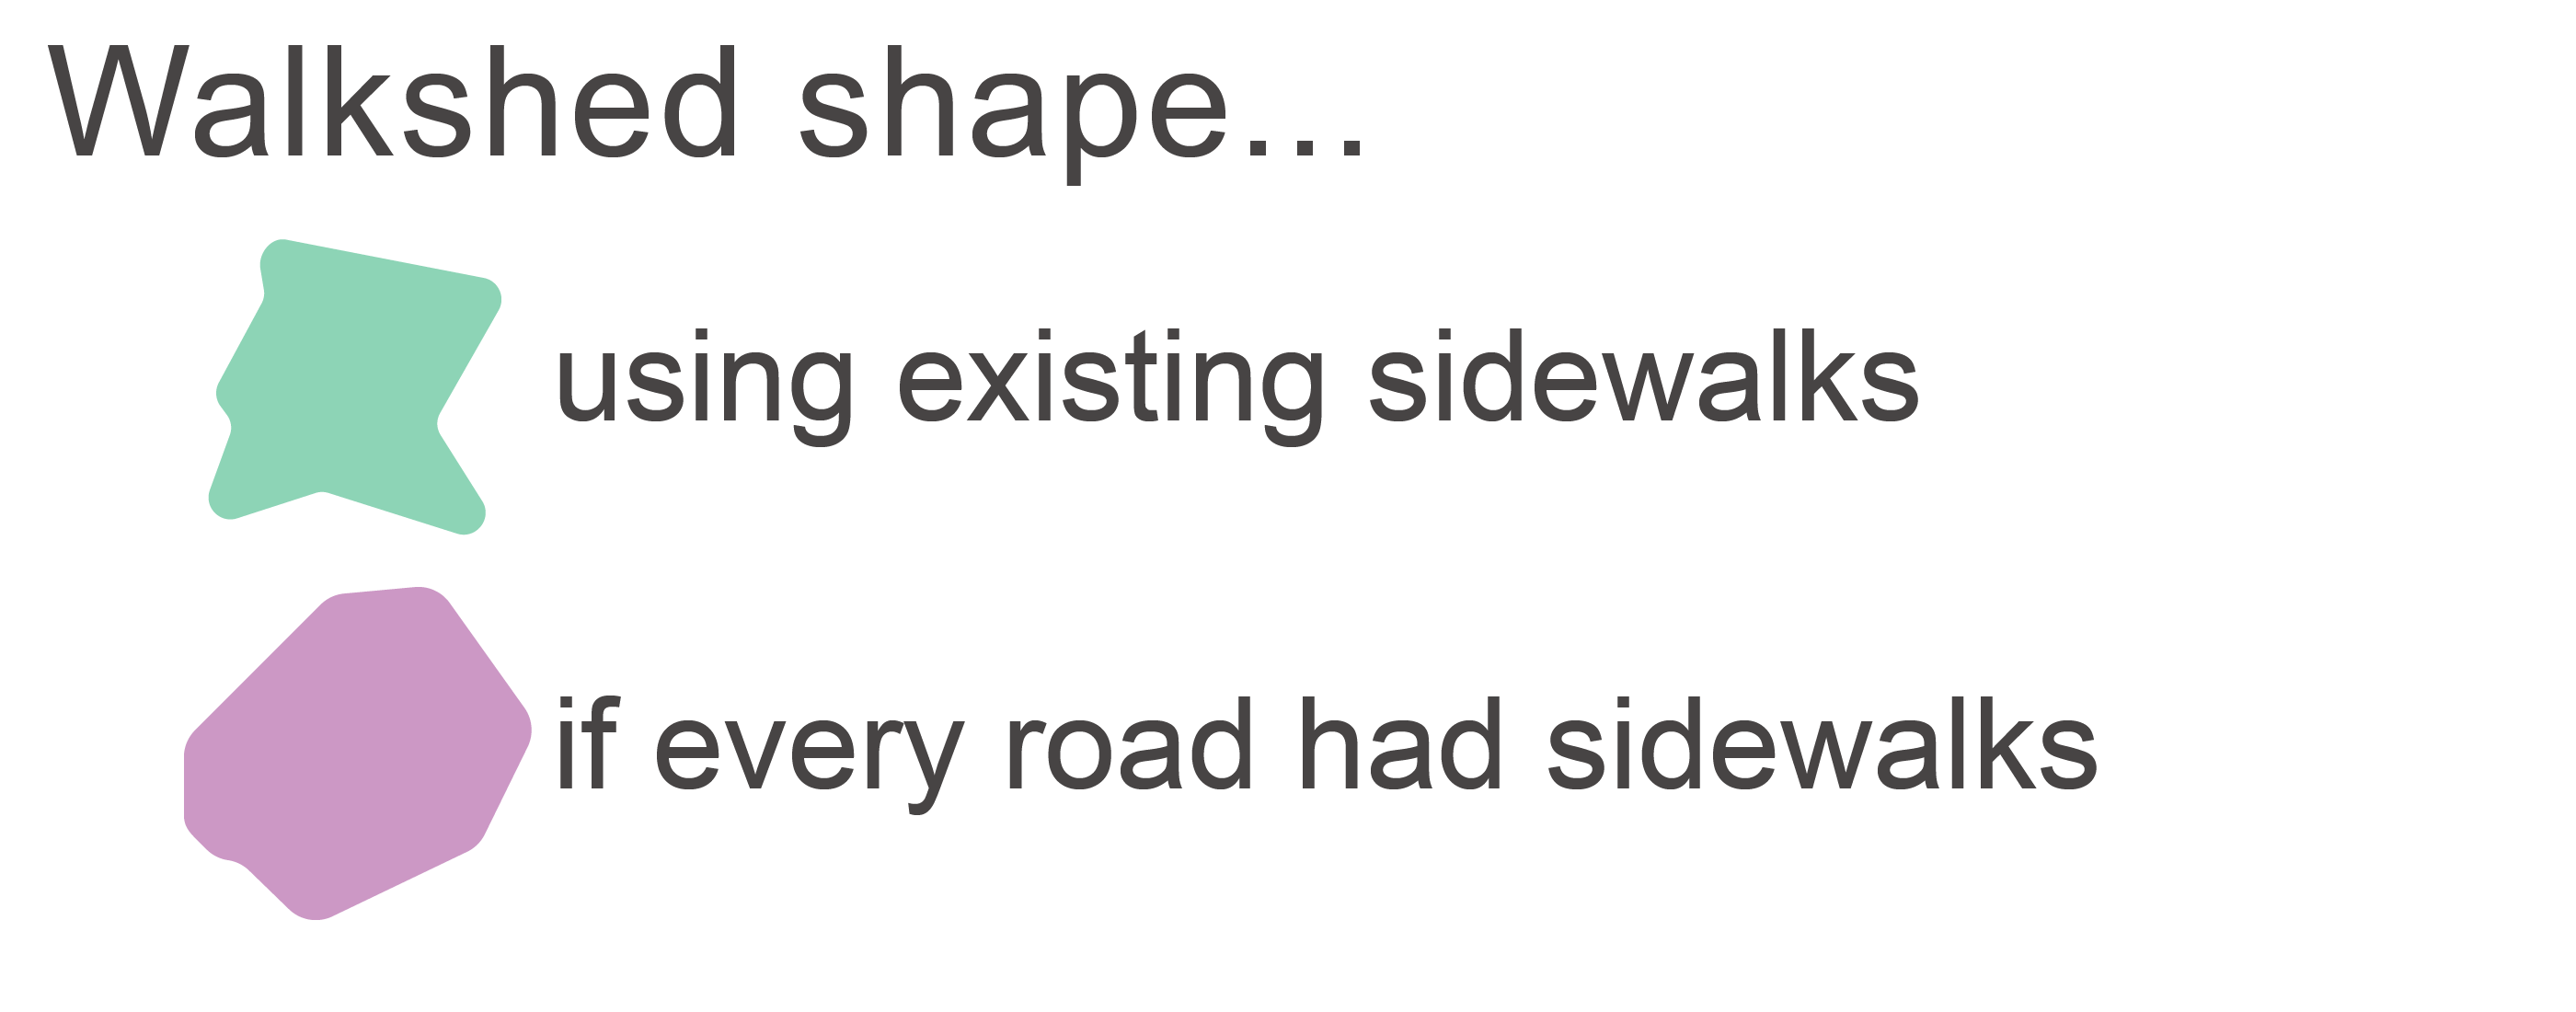 Walkshed shape...
using existing sidewalks
if every road had sidewalks